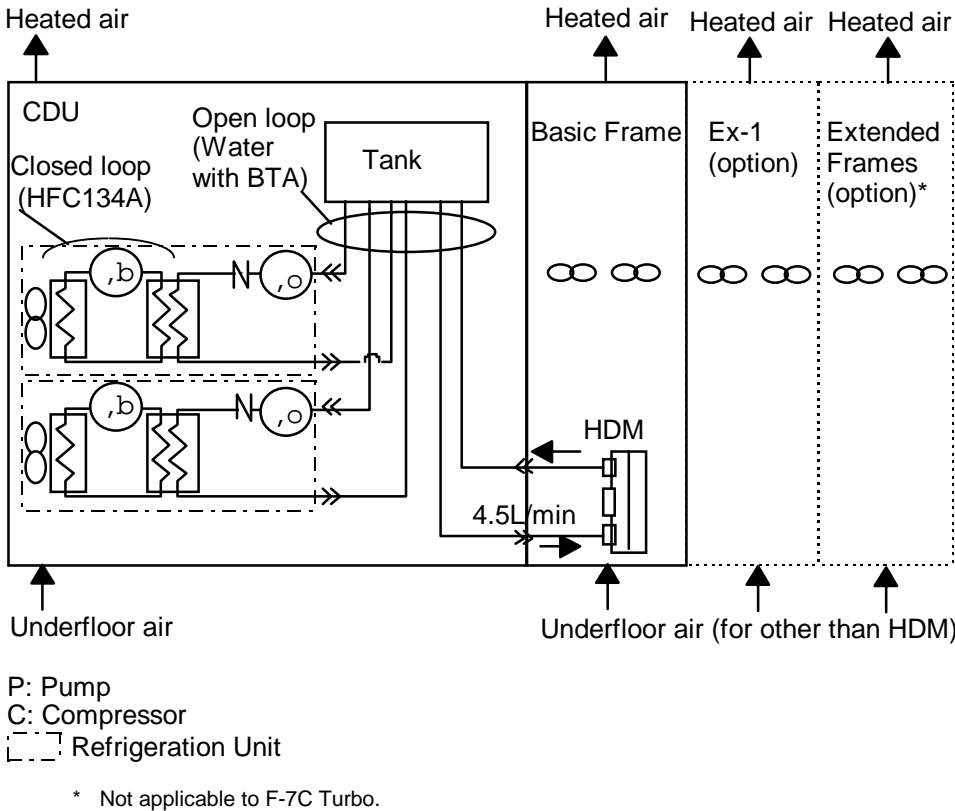 Heated air
Heated air
Heated air
Heated air
CDU
Open loop
(Water
with BTA)
Closed loop
(HFC134A)
Tank
Basic Frame
Ex-1
(option)
Extended
Frames
(option)*
,b
,o
,b
,o
HDM
4.5L/min
Underfloor air
Underfloor air (for other than HDM)
P: Pump
C: Compressor
Refrigeration Unit
* Not applicable to F-7C Turbo.